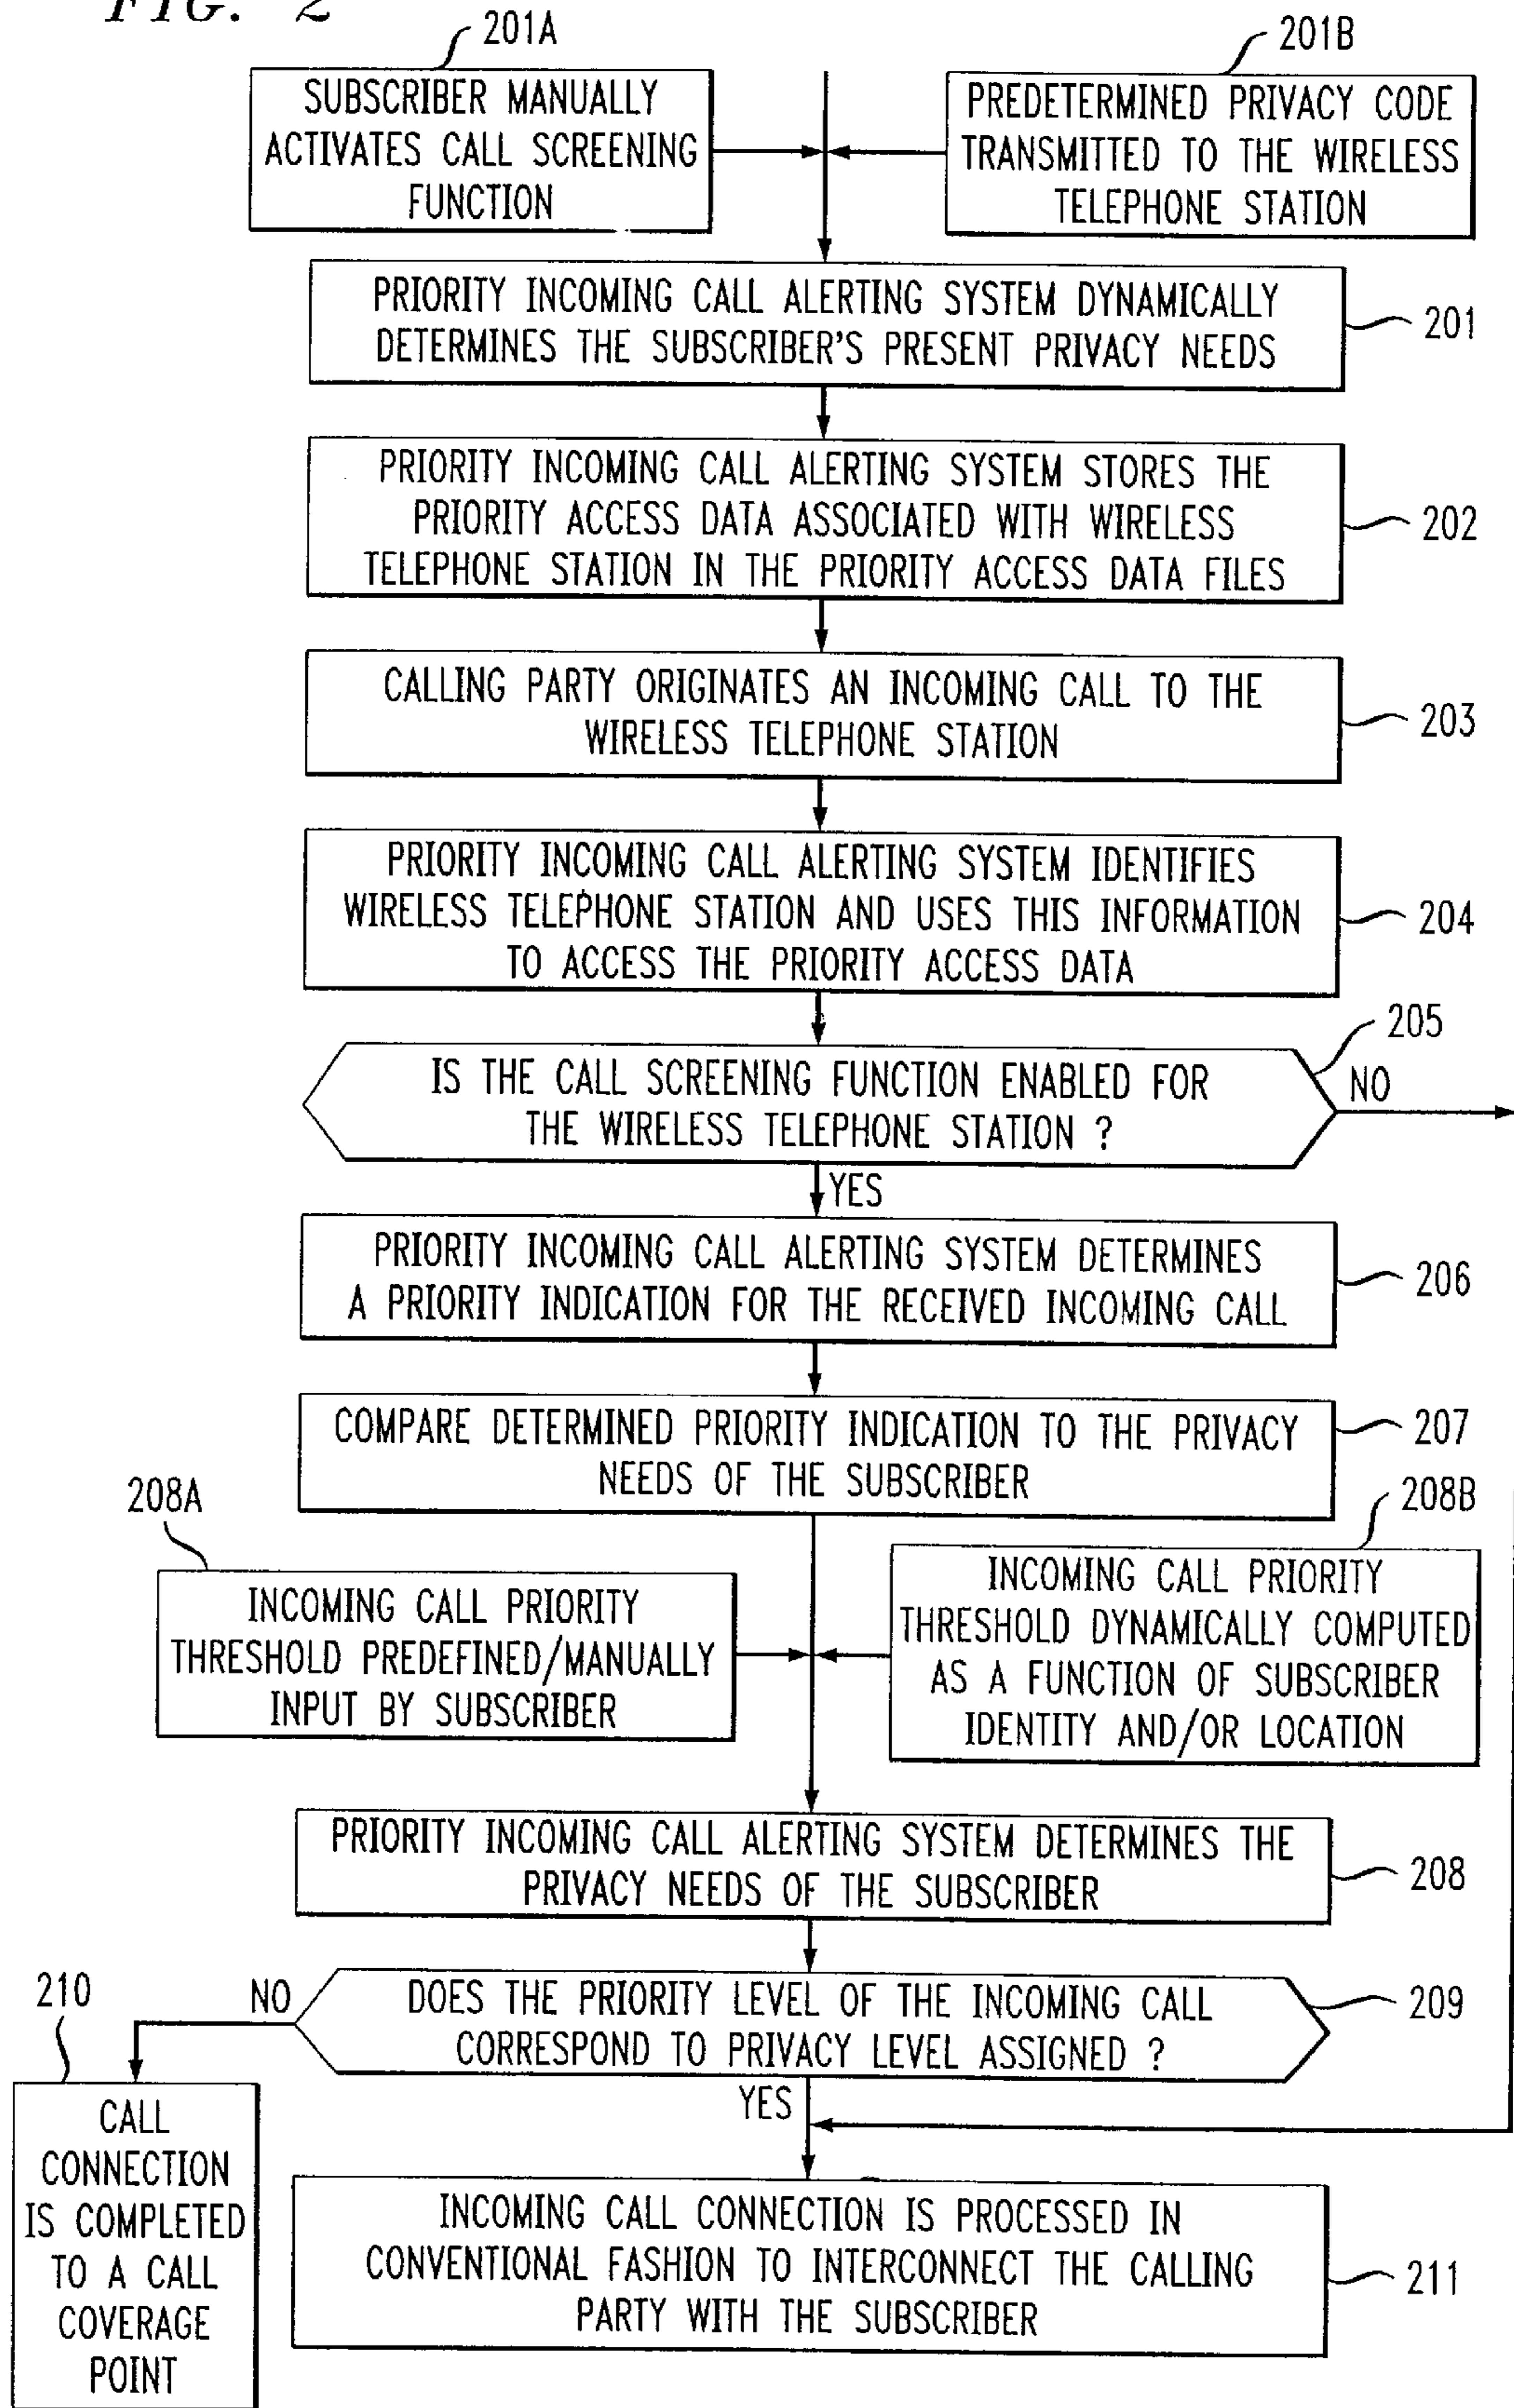 FIG. 2
201A
201B
SUBSCRIBER MANUALLY
ACTIVATES CALL SCREENING
FUNCTION
PREDETERMINED PRIVACY CODE
TRANSMITTED TO THE WIRELESS
TELEPHONE STATION
PRIORITY INCOMING CALL ALERTING SYSTEM DYNAMICALLY
DETERMINES THE SUBSCRIBER'S PRESENT PRIVACY NEEDS
201
PRIORITY INCOMING CALL ALERTING SYSTEM STORES THE
PRIORITY ACCESS DATA ASSOCIATED WITH WIRELESS
TELEPHONE STATION IN THE PRIORITY ACCESS DATA FILES
202
CALLING PARTY ORIGINATES AN INCOMING CALL TO THE
WIRELESS TELEPHONE STATION
203
PRIORITY INCOMING CALL ALERTING SYSTEM IDENTIFIES
WIRELESS TELEPHONE STATION AND USES THIS INFORMATION
TO ACCESS THE PRIORITY ACCESS DATA
204
205
IS THE CALL SCREENING FUNCTION ENABLED FOR
THE WIRELESS TELEPHONE STATION ?
NO
YES
PRIORITY INCOMING CALL ALERTING SYSTEM DETERMINES
A PRIORITY INDICATION FOR THE RECEIVED INCOMING CALL
206
COMPARE DETERMINED PRIORITY INDICATION TO THE PRIVACY
NEEDS OF THE SUBSCRIBER
207
208A
208B
INCOMING CALL PRIORITY
THRESHOLD PREDEFINED/MANUALLY
INPUT BY SUBSCRIBER
INCOMING CALL PRIORITY
THRESHOLD DYNAMICALLY COMPUTED
AS A FUNCTION OF SUBSCRIBER
IDENTITY AND/OR LOCATION
PRIORITY INCOMING CALL ALERTING SYSTEM DETERMINES THE
PRIVACY NEEDS OF THE SUBSCRIBER
208
DOES THE PRIORITY LEVEL OF THE INCOMING CALL
CORRESPOND TO PRIVACY LEVEL ASSIGNED ?
209
NO
YES
210
CALL
CONNECTION
IS COMPLETED
TO A CALL
COVERAGE
POINT
INCOMING CALL CONNECTION IS PROCESSED IN
CONVENTIONAL FASHION TO INTERCONNECT THE CALLING
PARTY WITH THE SUBSCRIBER
211